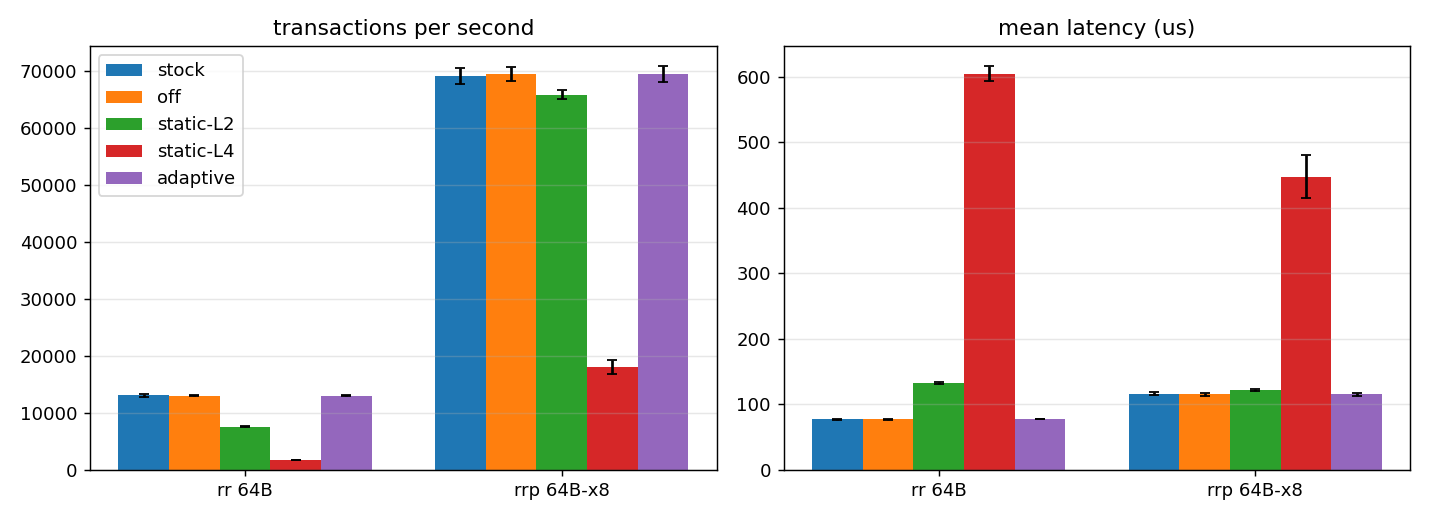 transactions per second
70000
60000
50000
40000
30000
20000
10000
0
stock
off
static-L2
static-L4
adaptive
rr 64B
rrp 64B-x8
mean latency (us)
600
500
400
300
200
100
0
rr 64B
rrp 64B-x8